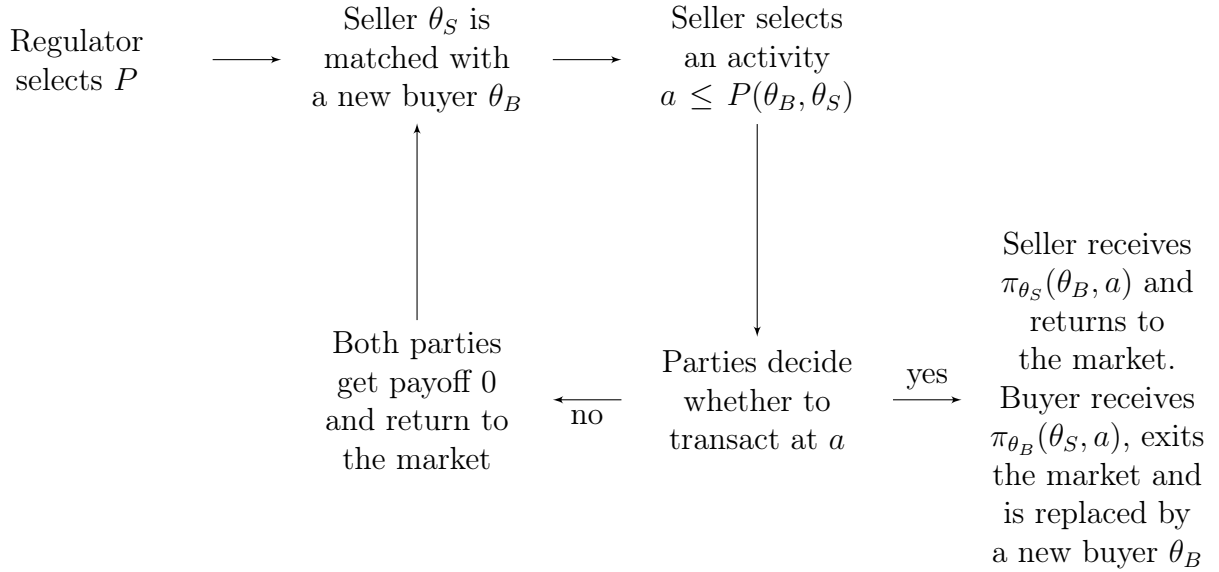 Regulator
selects P
Seller θ_S is
matched with
a new buyer θ_B
Seller selects
an activity
a ≤ P(θ_B, θ_S)
Both parties
get payoff 0
and return to
the market
no
Parties decide
whether to
transact at a
yes
Seller receives
π_{θ_S}(θ_B, a) and
returns to
the market.
Buyer receives
π_{θ_B}(θ_S, a), exits
the market and
is replaced by
a new buyer θ_B